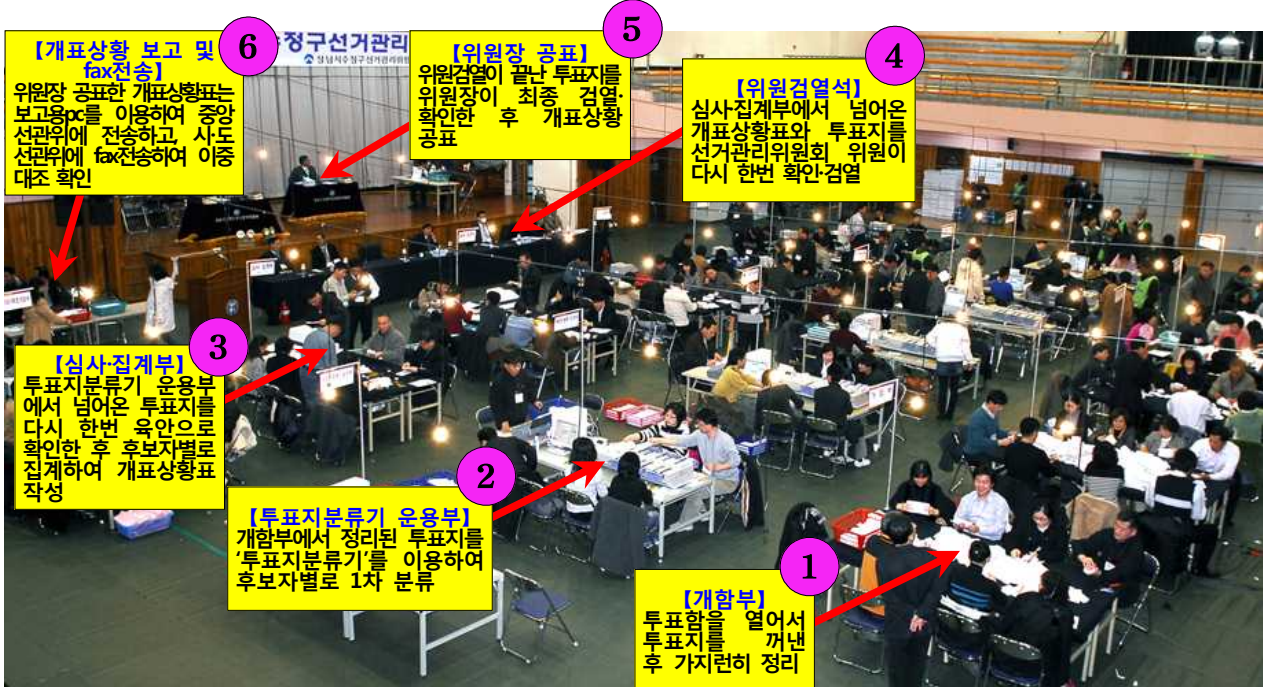 정구선거관리
성남시수정구선거관리위원회
6
【개표상황 보고 및
fax전송】
위원장 공표한 개표상황표는
보고용pc를 이용하여 중앙
선관위에 전송하고, 시·도
선관위에 fax전송하여 이중
대조 확인
5
【위원장 공표】
위원검열이 끝난 투표지를
위원장이 최종 검열·
확인한 후 개표상황
공표
4
【위원검열석】
심사·집계부에서 넘어온
개표상황표와 투표지를
선거관리위원회 위원이
다시 한번 확인·검열
3
【심사·집계부】
투표지분류기 운용부
에서 넘어온 투표지를
다시 한번 육안으로
확인한 후 후보자별로
집계하여 개표상황표
작성
2
【투표지분류기 운용부】
개함부에서 정리된 투표지를
'투표지분류기'를 이용하여
후보자별로 1차 분류
1
【개함부】
투표함을 열어서
투표지를 꺼낸
후 가지런히 정리